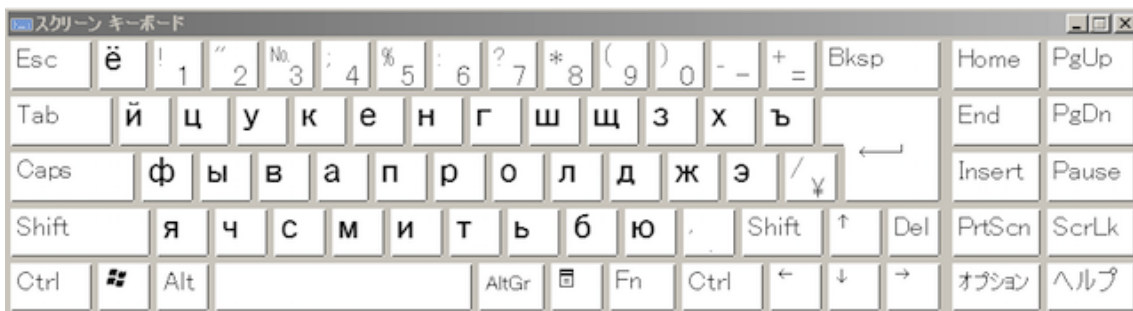 スクリーン キーボード
Esc ё ! 1 " 2 № 3 ; 4 % 5 : 6 ? 7 * 8 ( 9 ) 0 - _ + = Bksp Home PgUp
Tab й ц у к е н г ш щ з х ъ End PgDn
Caps ф ы в а п р о л д ж э / ¥ ← Insert Pause
Shift я ч с м и т ь б ю , . Shift ↑ Del PrtScn ScrLk
Ctrl Alt AltGr Fn Ctrl ← ↓ → オプション ヘルプ